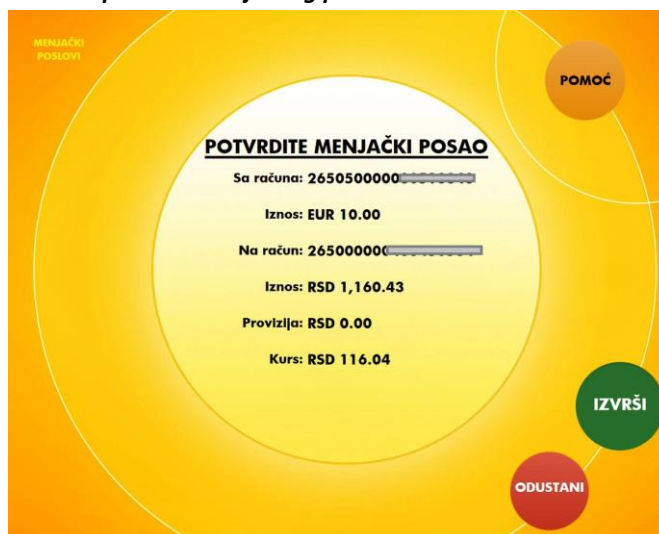 MENJAČKI
POSLOVI
POMOĆ
POTVRDITE MENJAČKI POSAO
Sa računa: 2650500000
Iznos: EUR 10.00
Na račun: 265000000
Iznos: RSD 1,160.43
Provizija: RSD 0.00
Kurs: RSD 116.04
IZVRŠI
ODUSTANI